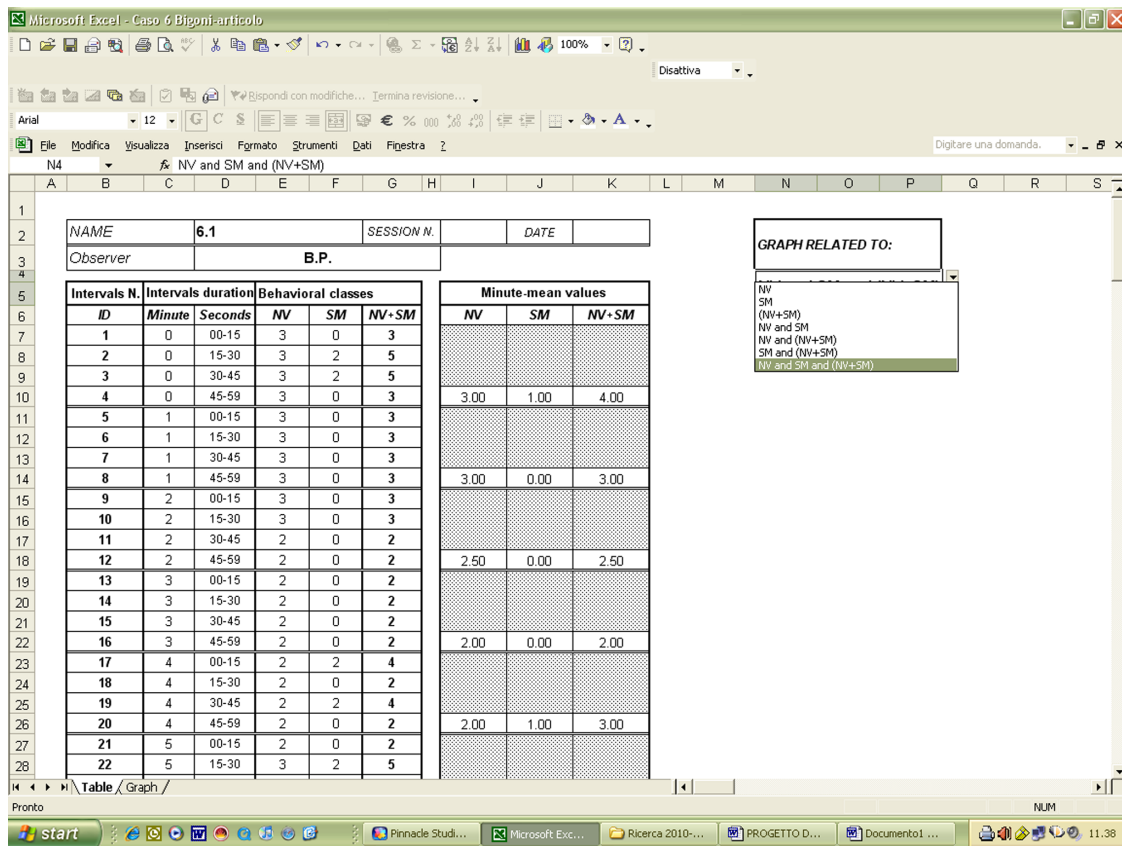 Microsoft Excel - Caso 6 Bigoni-articolo
100%
Disattiva
Rispondi con modifiche... Termina revisione...
Arial 12 G C S € % 000
File Modifica Visualizza Inserisci Formato Strumenti Dati Finestra ? Digitare una domanda.
N4 fx NV and SM and (NV+SM)
A B C D E F G H I J K L M N O P Q R S
1
2 NAME 6.1 SESSION N. DATE
GRAPH RELATED TO:
3 Observer B.P.
4
5 Intervals N. Intervals duration Behavioral classes Minute-mean values
6 ID Minute Seconds NV SM NV+SM NV SM NV+SM
7 1 0 00-15 3 0 3
8 2 0 15-30 3 2 5
9 3 0 30-45 3 2 5
10 4 0 45-59 3 0 3 3.00 1.00 4.00
11 5 1 00-15 3 0 3
12 6 1 15-30 3 0 3
13 7 1 30-45 3 0 3
14 8 1 45-59 3 0 3 3.00 0.00 3.00
15 9 2 00-15 3 0 3
16 10 2 15-30 3 0 3
17 11 2 30-45 2 0 2
18 12 2 45-59 2 0 2 2.50 0.00 2.50
19 13 3 00-15 2 0 2
20 14 3 15-30 2 0 2
21 15 3 30-45 2 0 2
22 16 3 45-59 2 0 2 2.00 0.00 2.00
23 17 4 00-15 2 2 4
24 18 4 15-30 2 0 2
25 19 4 30-45 2 2 4
26 20 4 45-59 2 0 2 2.00 1.00 3.00
27 21 5 00-15 2 0 2
28 22 5 15-30 3 2 5
NV
SM
(NV+SM)
NV and SM
NV and (NV+SM)
SM and (NV+SM)
NV and SM and (NV+SM)
Table Graph
Pronto NUM
start Pinnacle Studi... Microsoft Exc... Ricerca 2010-... PROGETTO D... Documento1 ... 11.38